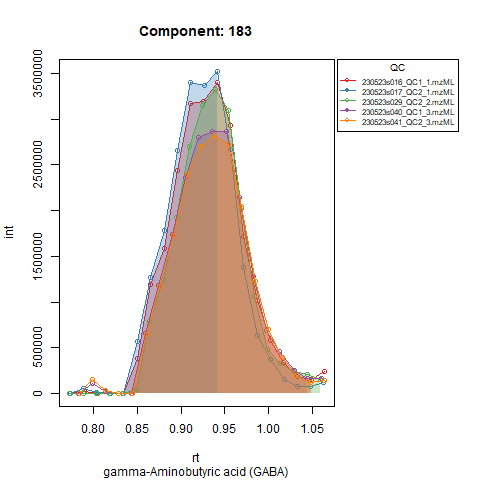 Component: 183
QC
230523s016_QC1_1.mzML
230523s017_QC2_1.mzML
230523s029_QC2_2.mzML
230523s040_QC1_3.mzML
230523s041_QC2_3.mzML
int
3500000
2500000
1500000
500000
0
0.80 0.85 0.90 0.95 1.00 1.05
rt
gamma-Aminobutyric acid (GABA)